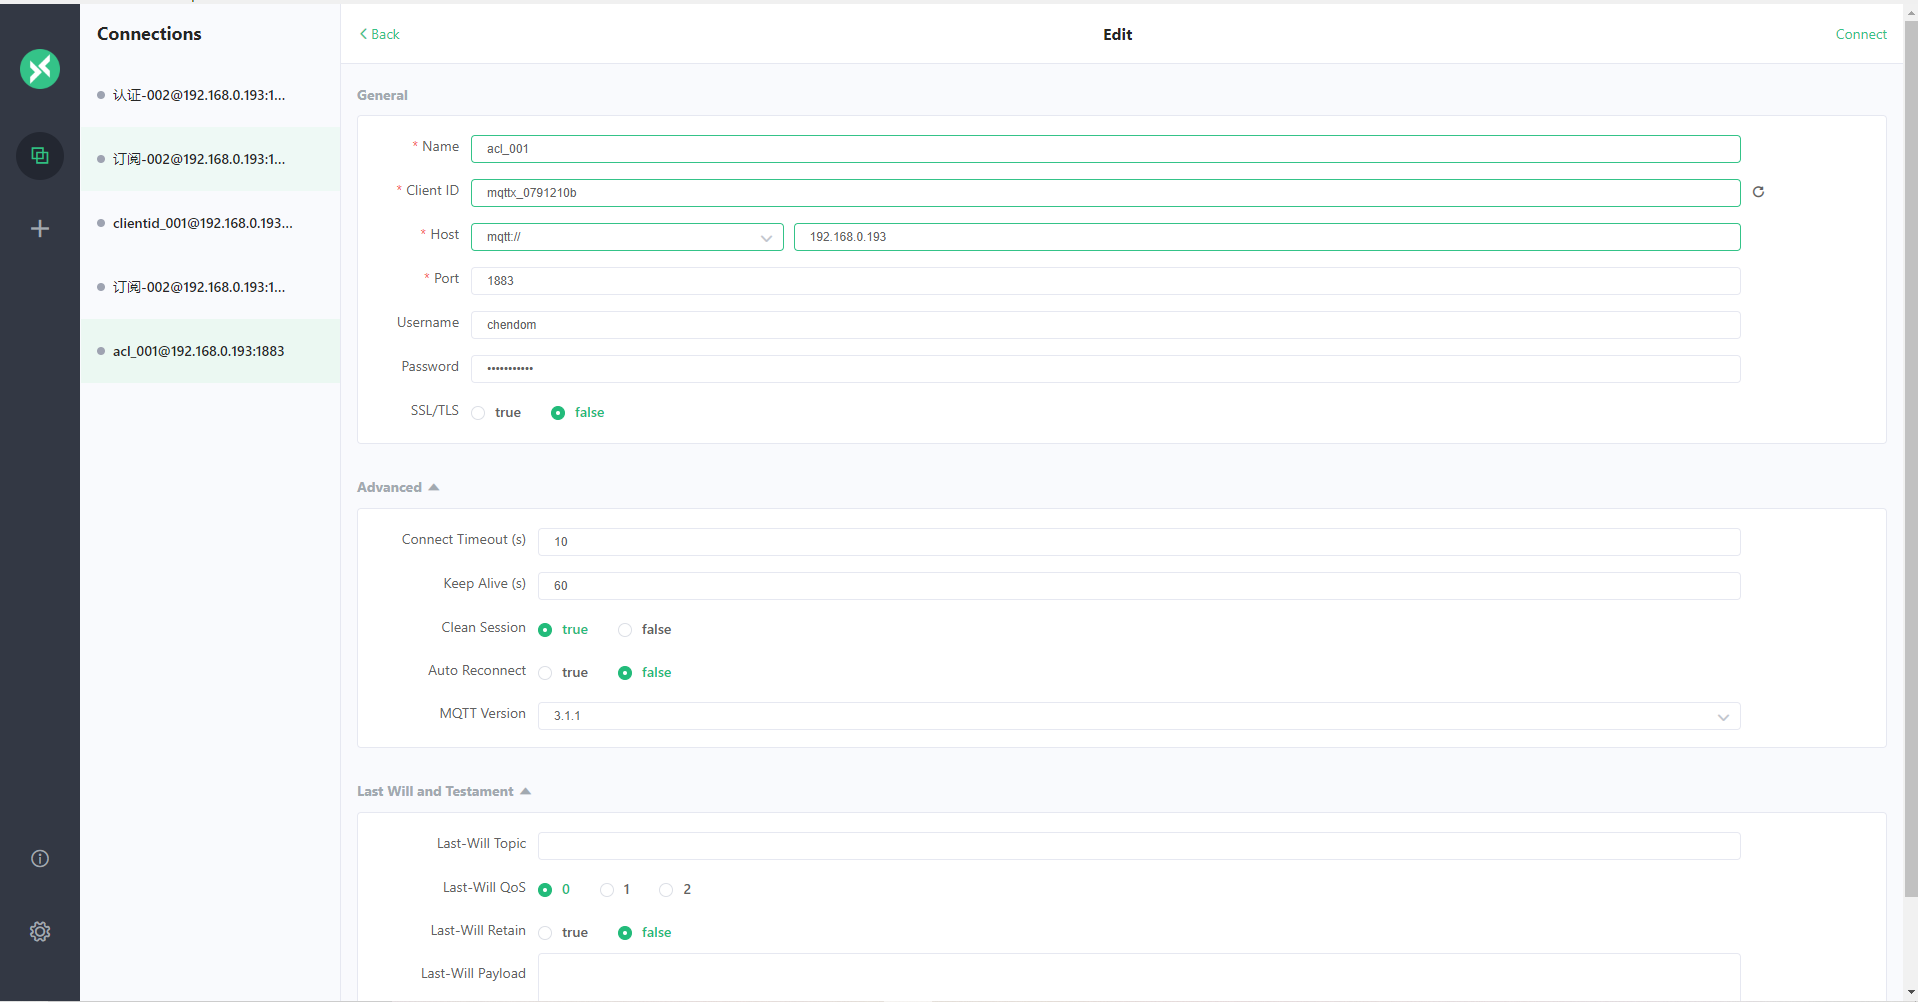 Connections
认证-002@192.168.0.193:1...
订阅-002@192.168.0.193:1...
clientid_001@192.168.0.193...
订阅-002@192.168.0.193:1...
acl_001@192.168.0.193:1883
Back
Edit
Connect
General
* Name acl_001
* Client ID mqttx_0791210b
* Host mqtt:// 192.168.0.193
* Port 1883
Username chendom
Password •••••••••••
SSL/TLS true false
Advanced
Connect Timeout (s) 10
Keep Alive (s) 60
Clean Session true false
Auto Reconnect true false
MQTT Version 3.1.1
Last Will and Testament
Last-Will Topic
Last-Will QoS 0 1 2
Last-Will Retain true false
Last-Will Payload